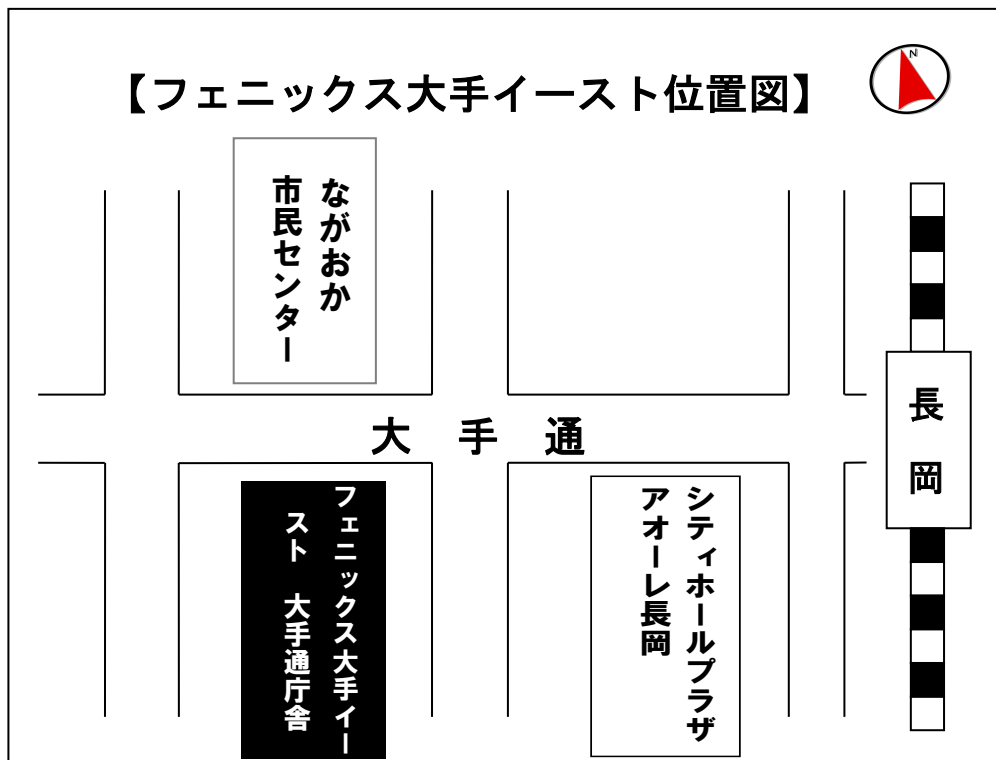 【フェニックス大手イースト位置図】
N
ながおか
市民センター
大手通
長岡
フェニックス大手イー
スト 大手通庁舎
シティホールプラザ
アオーレ長岡